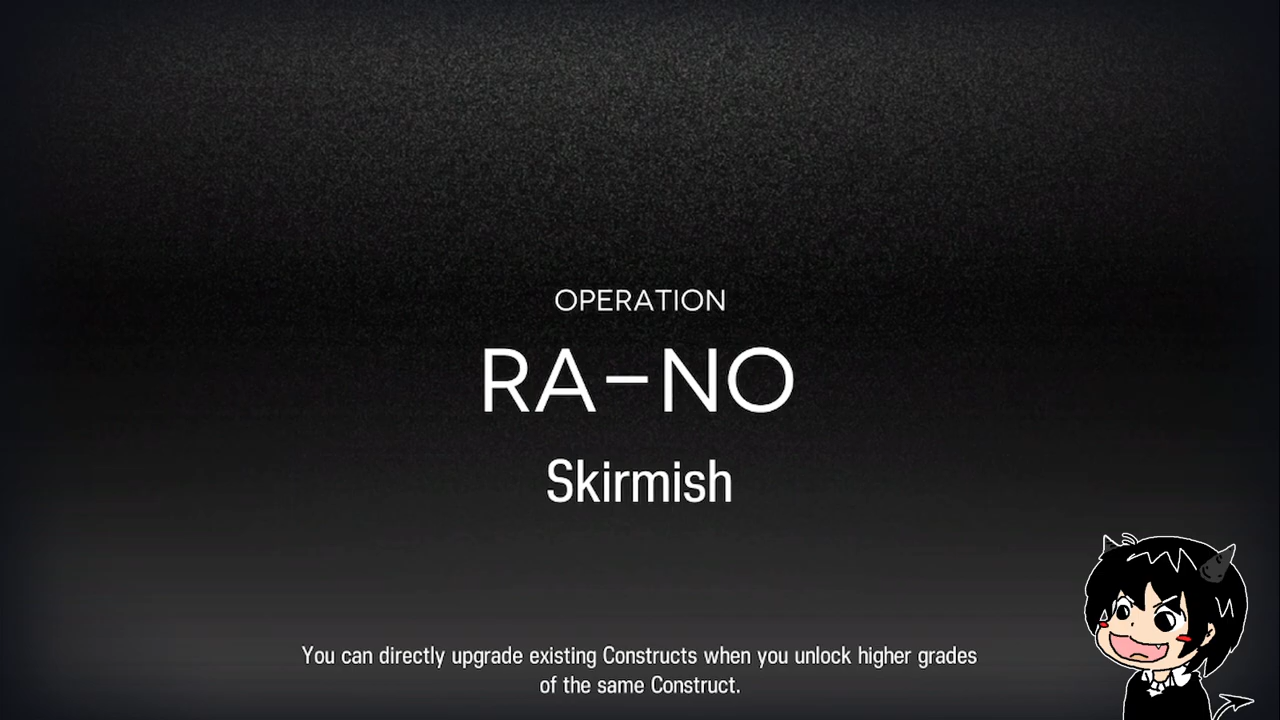 OPERATION
RA-NO
Skirmish
You can directly upgrade existing Constructs when you unlock higher grades
of the same Construct.